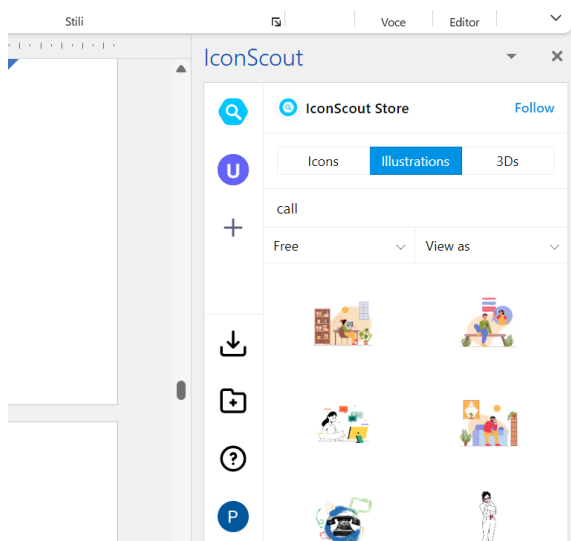 Stili
Voce
Editor
IconScout
IconScout Store
Follow
U
Icons
Illustrations
3Ds
call
Free
View as
P